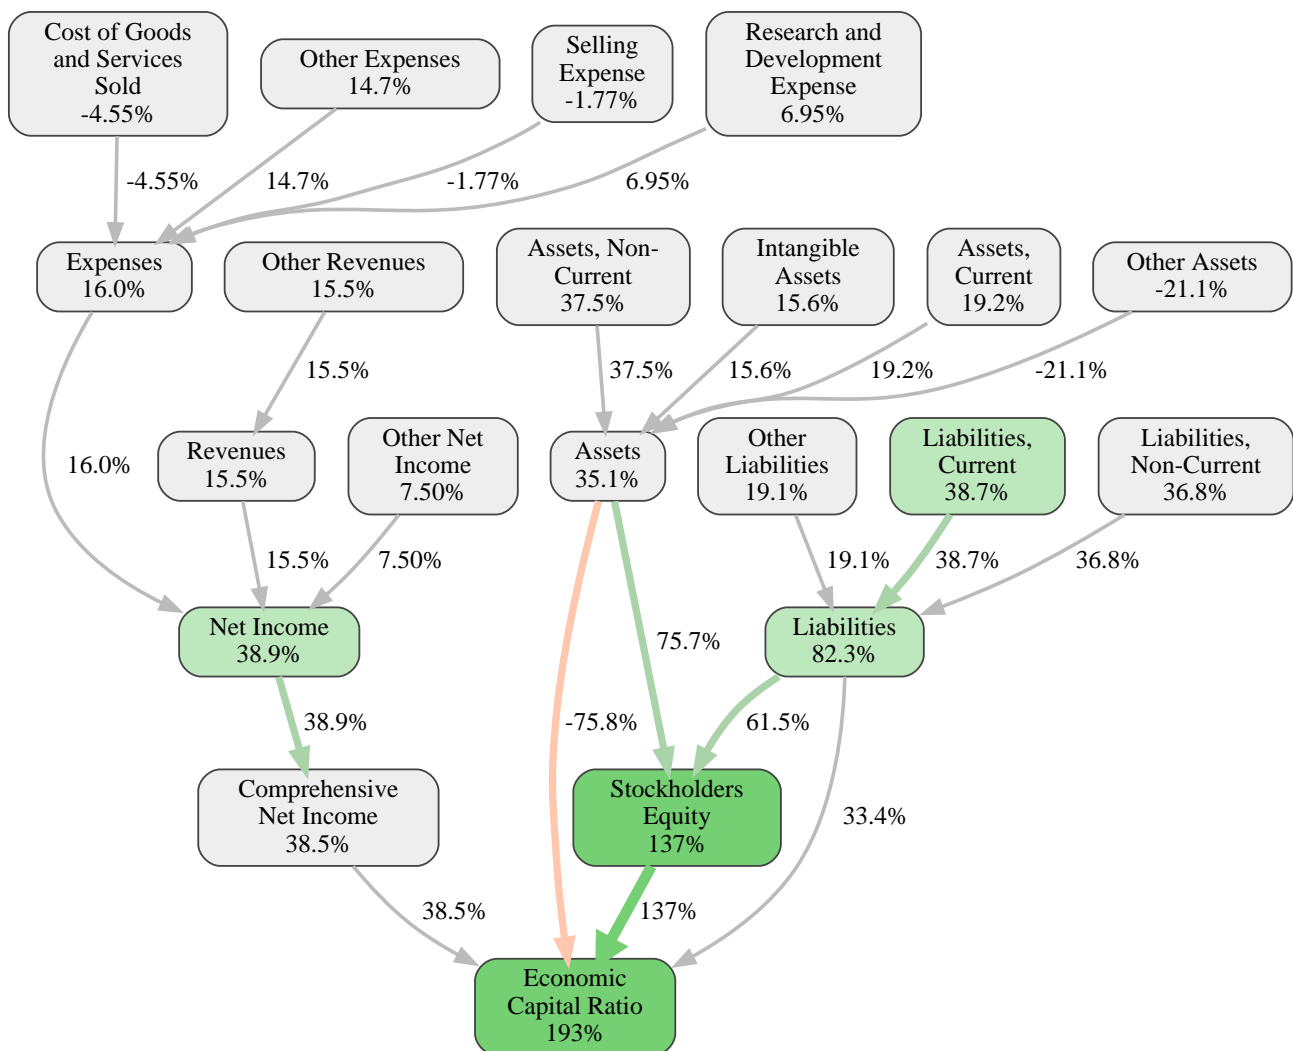 Cost of Goods
and Services
Sold
-4.55%
Other Expenses
14.7%
Selling
Expense
-1.77%
Research and
Development
Expense
6.95%
-4.55%
14.7%
-1.77%
6.95%
Expenses
16.0%
Other Revenues
15.5%
Assets, Non-
Current
37.5%
Intangible
Assets
15.6%
Assets,
Current
19.2%
Other Assets
-21.1%
15.5%
37.5%
15.6%
19.2%
-21.1%
16.0%
Revenues
15.5%
Other Net
Income
7.50%
Assets
35.1%
Other
Liabilities
19.1%
Liabilities,
Current
38.7%
Liabilities,
Non-Current
36.8%
15.5%
7.50%
19.1%
38.7%
36.8%
Net Income
38.9%
75.7%
Liabilities
82.3%
38.9%
-75.8%
61.5%
Comprehensive
Net Income
38.5%
Stockholders
Equity
137%
33.4%
38.5%
137%
Economic
Capital Ratio
193%